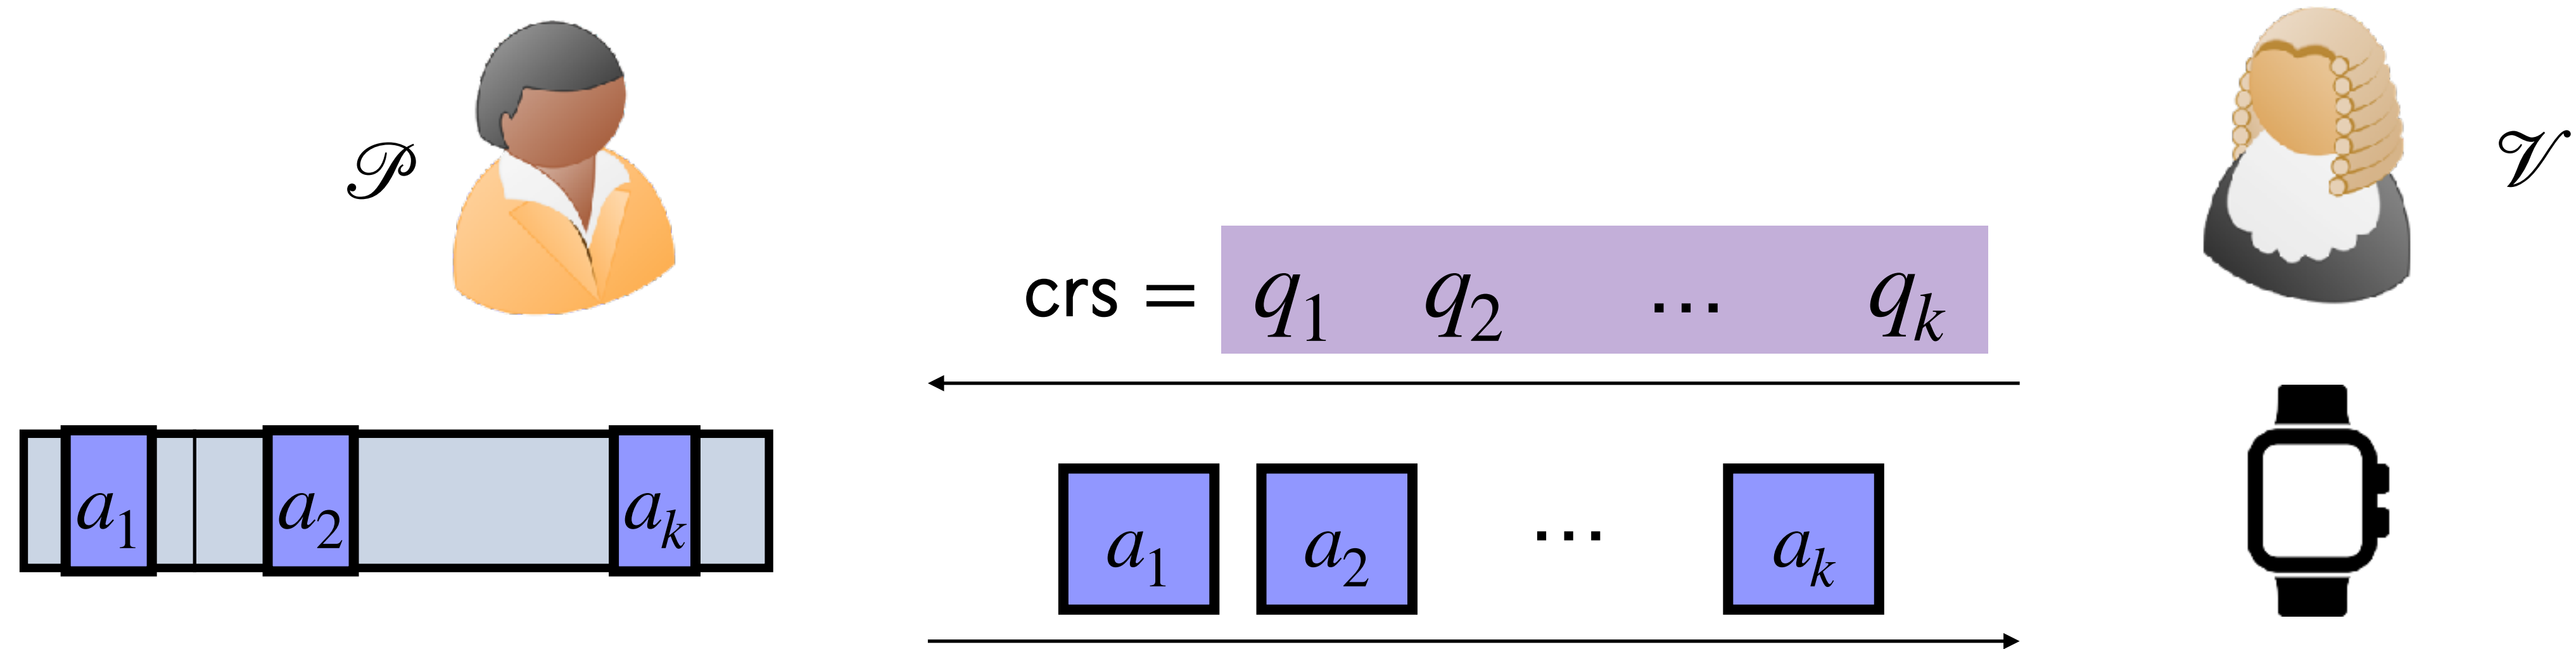 𝒫
𝒱
crs = q₁ q₂ ⋯ qₖ
a₁ a₂ aₖ
a₁ a₂ ⋯ aₖ